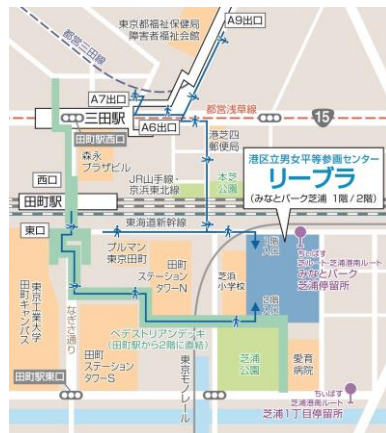 東京都福祉保健局
障害者福祉会館
A9出口
都営三田線
A7出口
都営浅草線
15
三田駅
A6出口
田町駅西口
港芝四
郵便局
森永
プラザビル
港区立男女平等参画センター
リーブラ
(みなとパーク芝浦 1階/2階)
JR山手線・
京浜東北線
本芝
公園
西口
田町駅
東海道新幹線
東口
プルマン
東京田町
1階
入口
ちぃばす
芝ルート・芝浦港南ルート
みなとパーク
芝浦停留所
田町
ステーション
タワーN
芝浜
小学校
2階
入口
東京工業大学
田町キャンパス
なぎさ通り
ペデストリアンデッキ
(田町駅から2階に直結)
田町
ステーション
タワーS
東京モノレール
芝浦
公園
愛育
病院
田町駅東口
ちぃばす
芝浦港南ルート
芝浦1丁目停留所